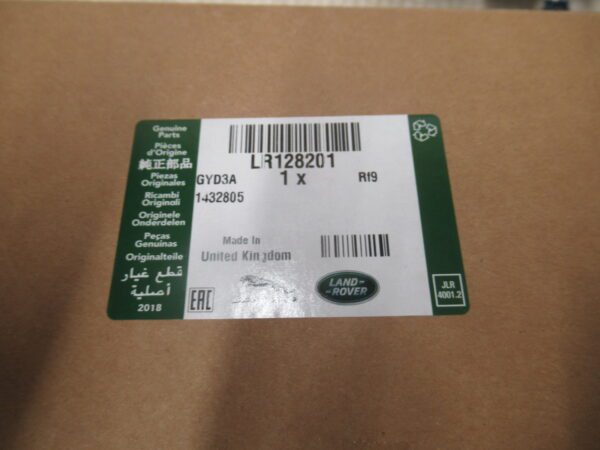 Genuine
Parts
Pièces
d'Origine
純正部品
Piezas
Originales
Ricambi
Originali
Originele
Onderdelen
Peças
Genuinas
Originalteile
قطع غيار
أصلية
2018
LR128201
GYD3A
1 x
Rf9
1432805
Made In
United Kingdom
EAC
LAND-
-ROVER
JLR
4001.2